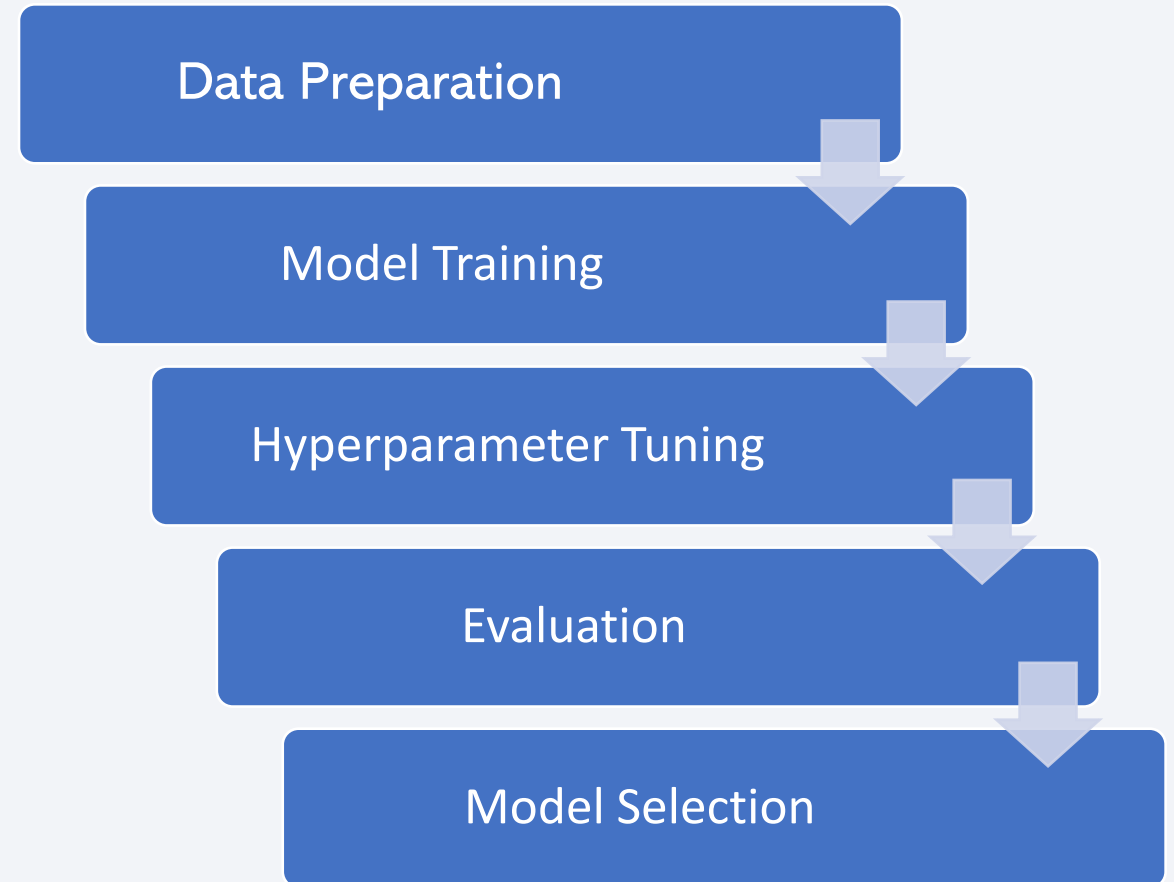 Data Preparation
Model Training
Hyperparameter Tuning
Evaluation
Model Selection